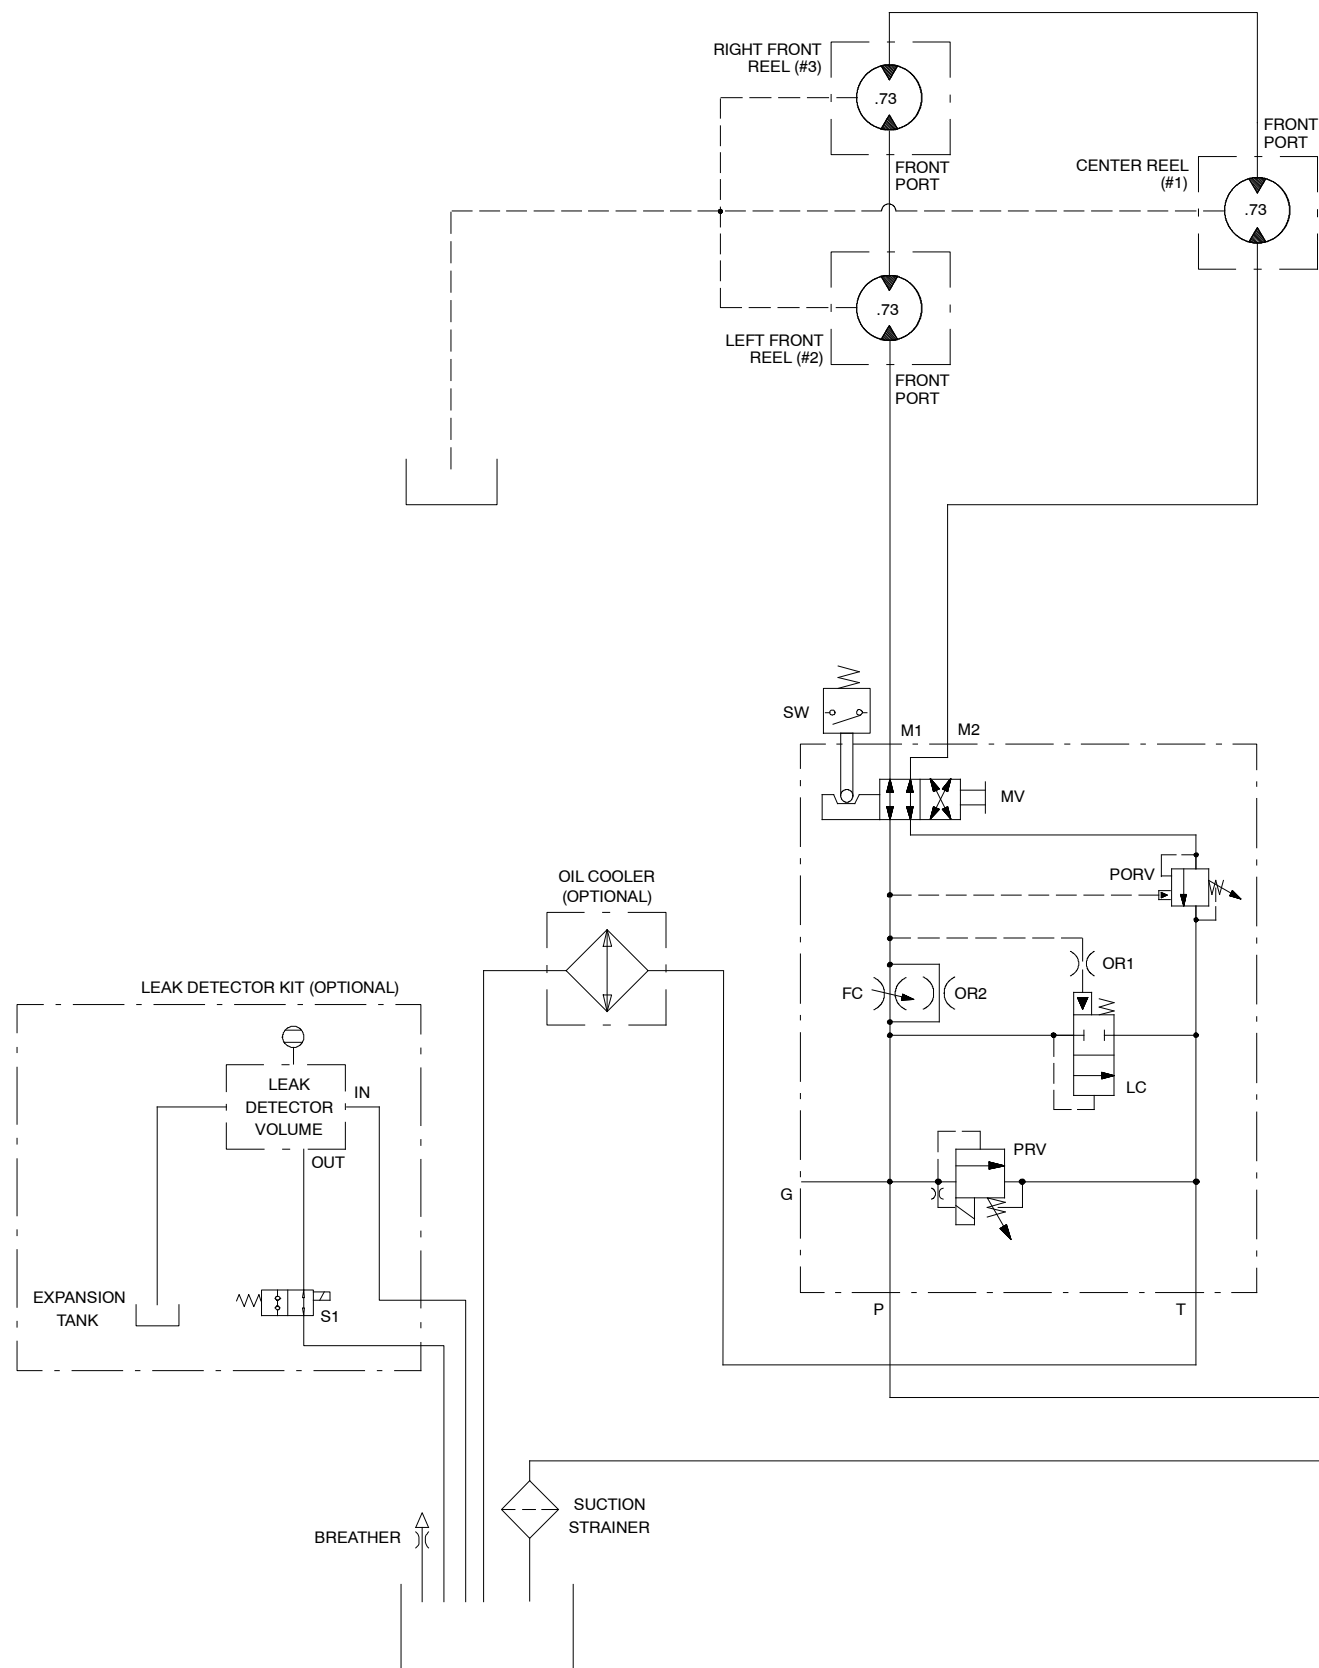 RIGHT FRONT
REEL (#3)
.73
FRONT
PORT
FRONT
PORT
CENTER REEL
(#1)
.73
.73
LEFT FRONT
REEL (#2)
FRONT
PORT
SW
M1
M2
MV
OIL COOLER
(OPTIONAL)
PORV
OR1
FC
OR2
LEAK DETECTOR KIT (OPTIONAL)
LEAK
DETECTOR
VOLUME
IN
OUT
LC
PRV
G
EXPANSION
TANK
S1
P
T
SUCTION
STRAINER
BREATHER